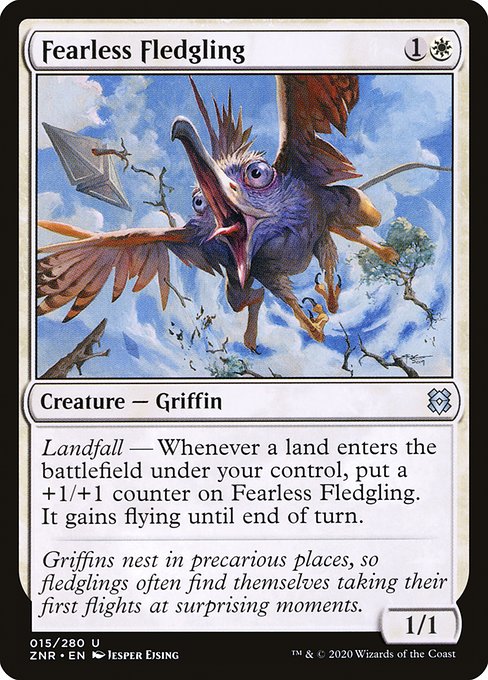 Fearless Fledgling 1
Creature — Griffin
Landfall — Whenever a land enters the
battlefield under your control, put a
+1/+1 counter on Fearless Fledgling.
It gains flying until end of turn.
Griffins nest in precarious places, so
fledglings often find themselves taking their
first flights at surprising moments.
1/1
015/280 U
ZNR • EN Jesper Ejsing
™ & © 2020 Wizards of the Coast